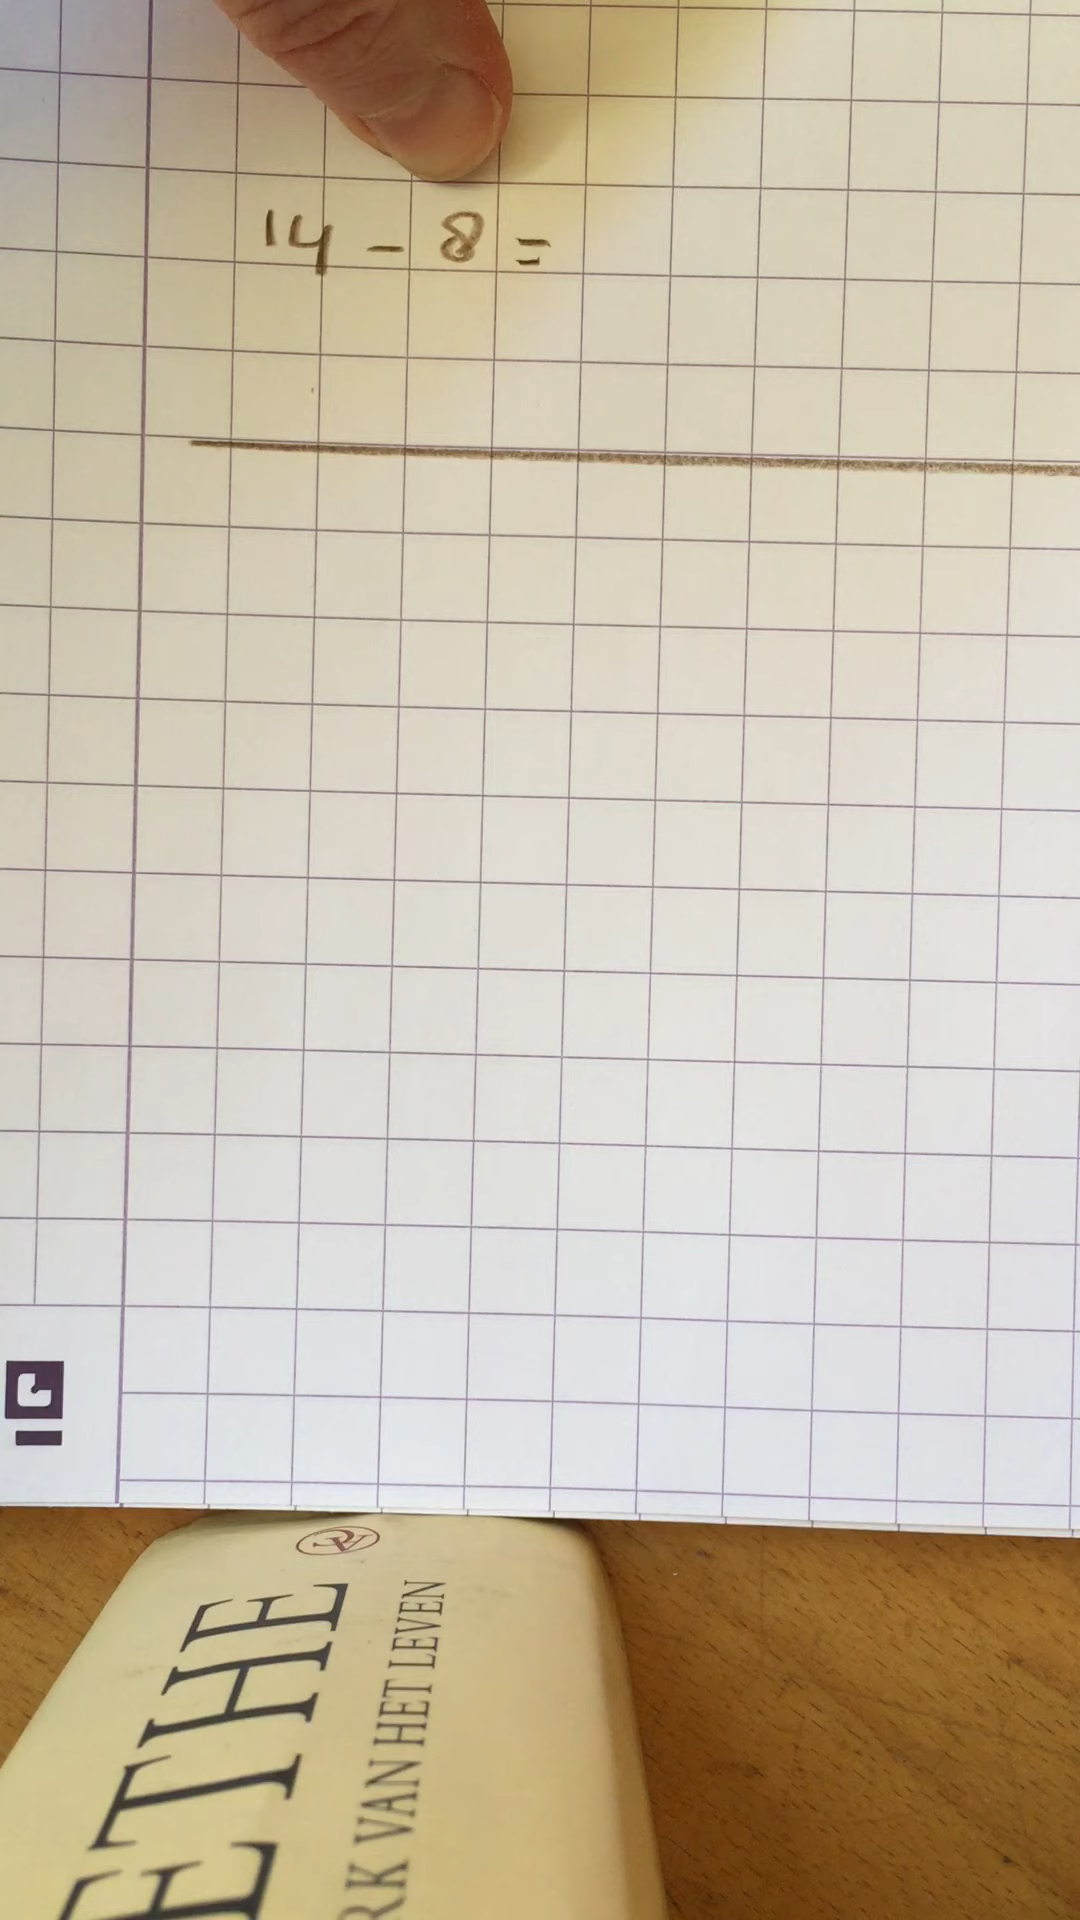 14 - 8 =
ETHE
RK VAN HET LEVEN